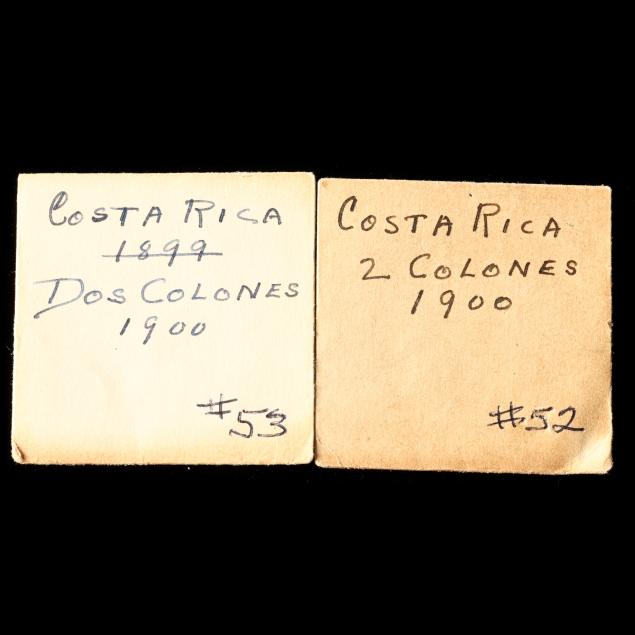 COSTA RICA
1899
DOS COLONES
1900
#53
COSTA RICA
2 COLONES
1900
#52